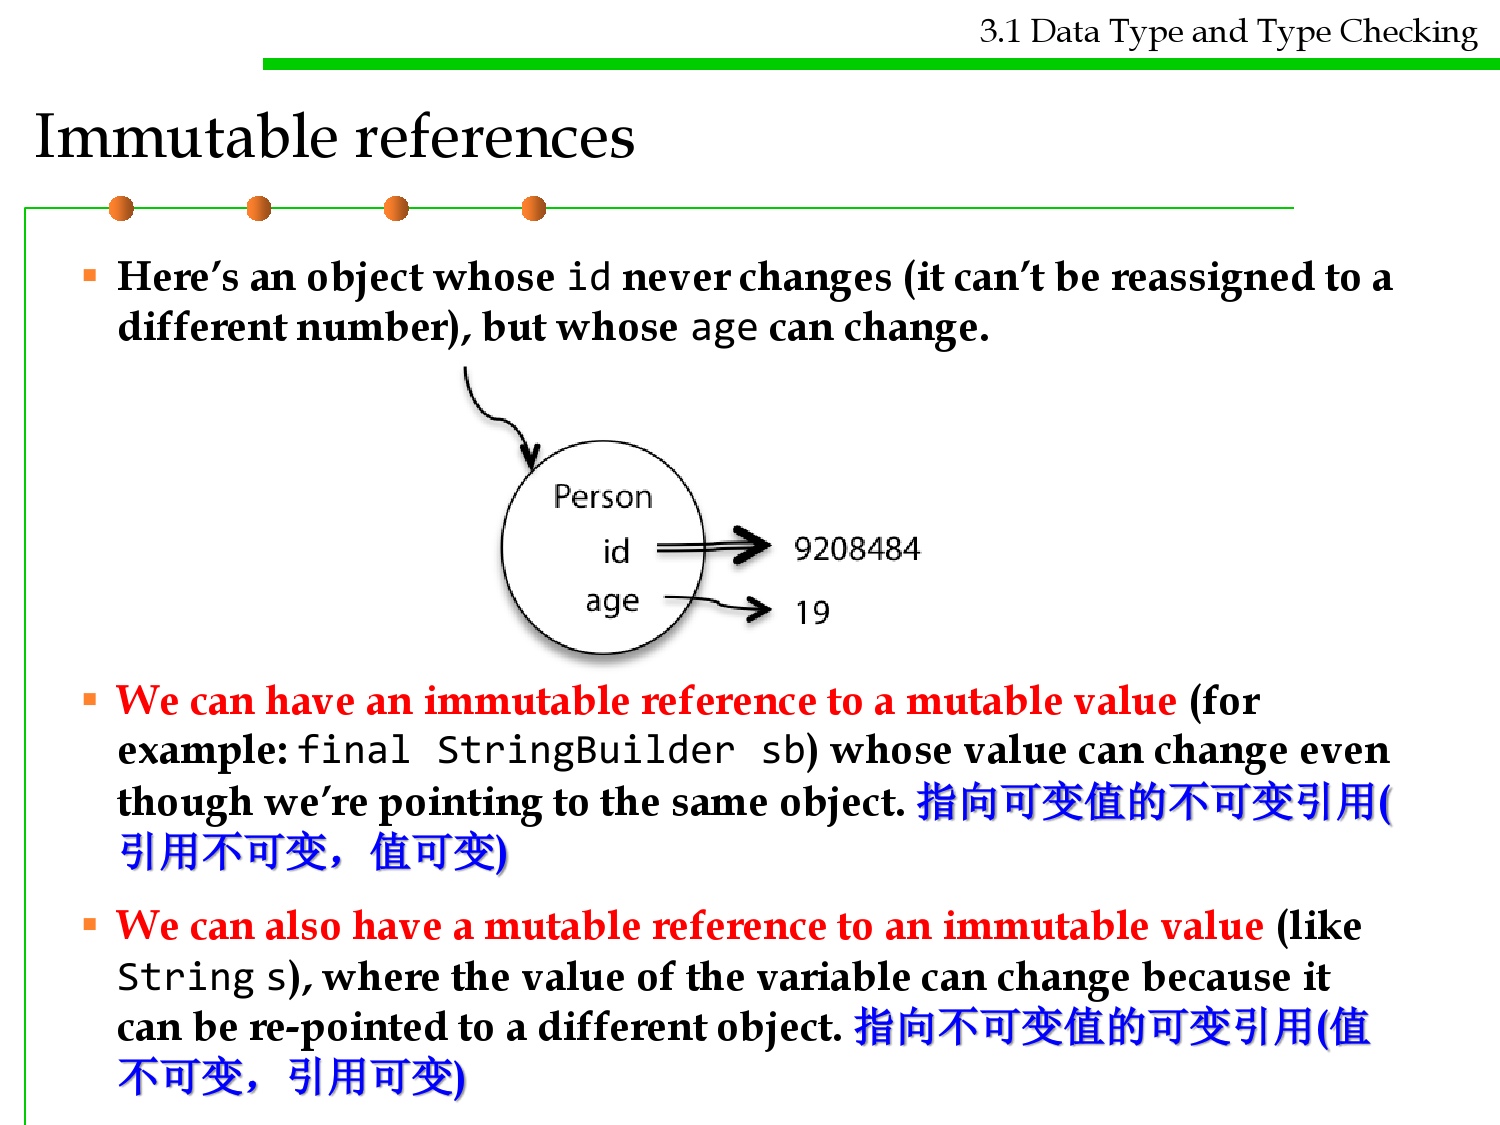 3.1 Data Type and Type Checking
Immutable references
Here’s an object whose id never changes (it can’t be reassigned to a
different number), but whose age can change.
Person
id
9208484
age
19
We can have an immutable reference to a mutable value (for
example: final StringBuilder sb) whose value can change even
though we’re pointing to the same object. 指向可变值的不可变引用(
引用不可变，值可变)
We can also have a mutable reference to an immutable value (like
String s), where the value of the variable can change because it
can be re-pointed to a different object. 指向不可变值的可变引用(值
不可变，引用可变)